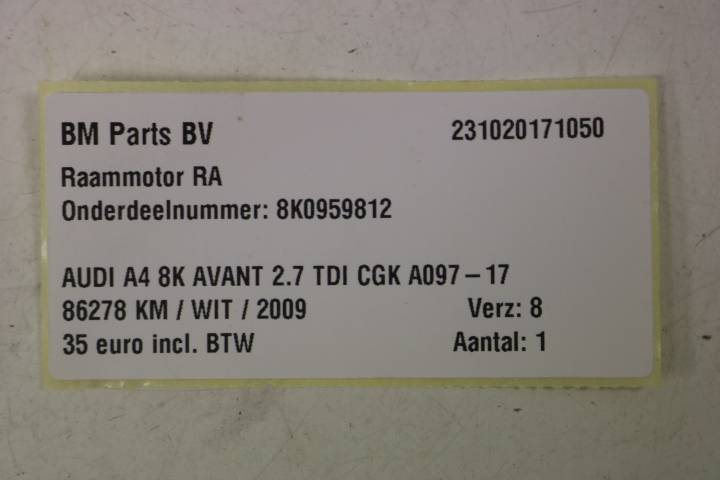 BM Parts BV 231020171050
Raammotor RA
Onderdeelnummer: 8K0959812
AUDI A4 8K AVANT 2.7 TDI CGK A097-17
86278 KM / WIT / 2009 Verz: 8
35 euro incl. BTW Aantal: 1